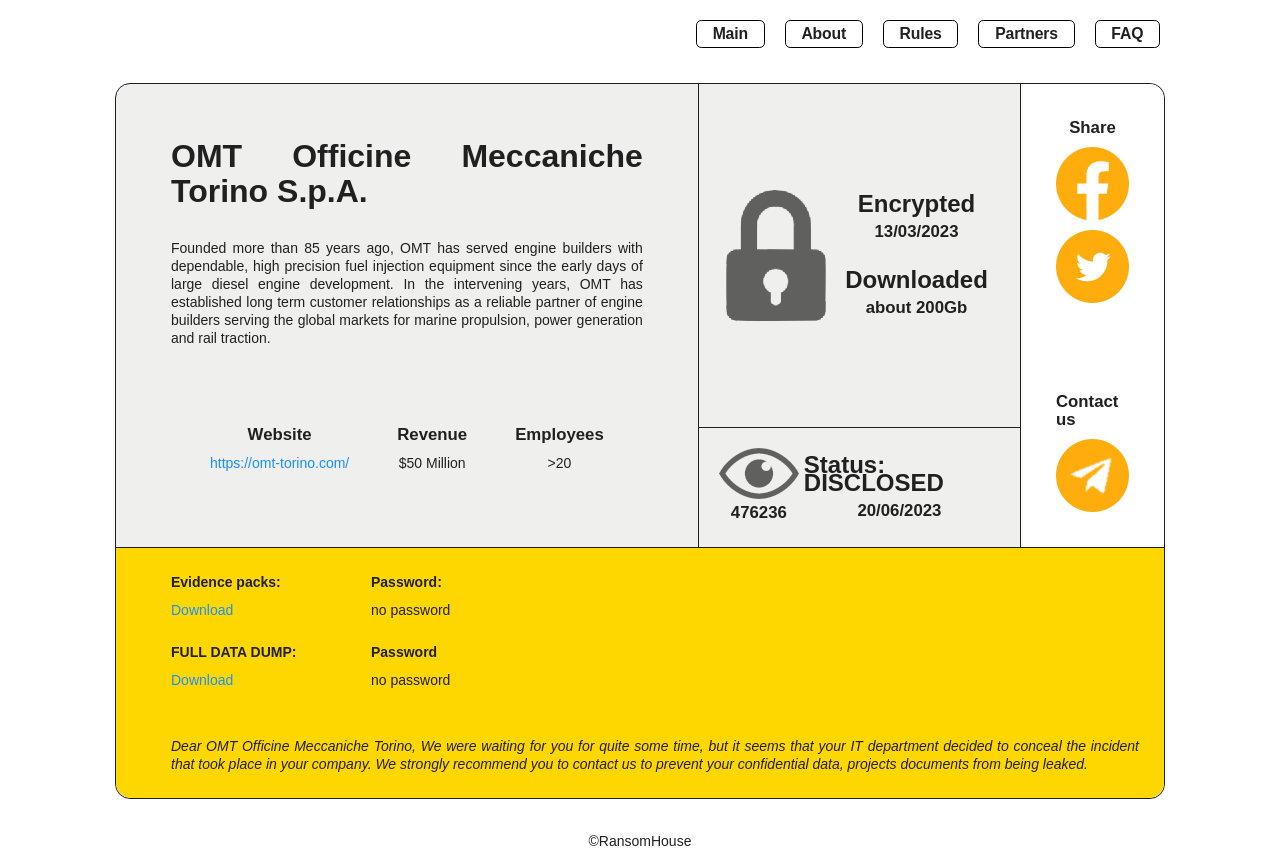 Main
About
Rules
Partners
FAQ
OMT Officine Meccaniche
Torino S.p.A.
Founded more than 85 years ago, OMT has served engine builders with
dependable, high precision fuel injection equipment since the early days of
large diesel engine development. In the intervening years, OMT has
established long term customer relationships as a reliable partner of engine
builders serving the global markets for marine propulsion, power generation
and rail traction.
Website
Revenue
Employees
https://omt-torino.com/
$50 Million
>20
Encrypted
13/03/2023
Downloaded
about 200Gb
Status:
DISCLOSED
476236
20/06/2023
Share
Contact
us
Evidence packs:
Password:
Download
no password
FULL DATA DUMP:
Password
Download
no password
Dear OMT Officine Meccaniche Torino, We were waiting for you for quite some time, but it seems that your IT department decided to conceal the incident
that took place in your company. We strongly recommend you to contact us to prevent your confidential data, projects documents from being leaked.
©RansomHouse